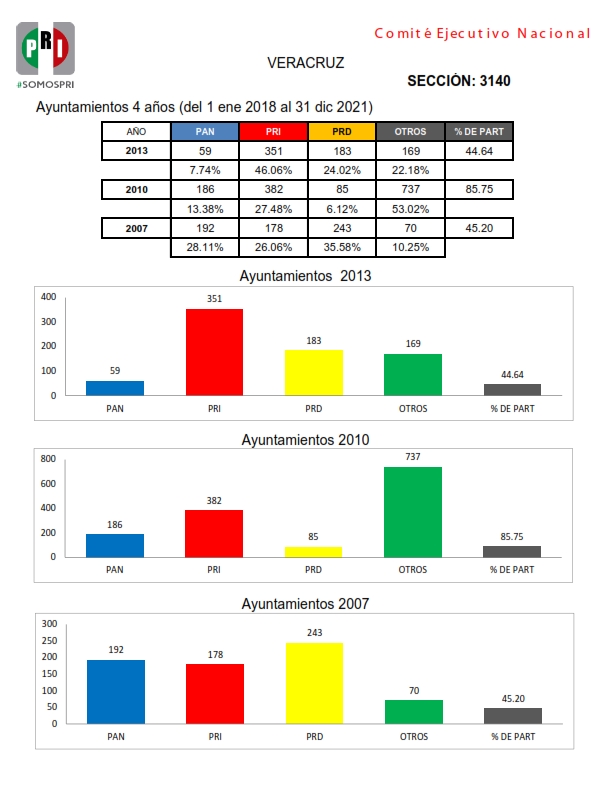 Comité Ejecutivo Nacional
PRI
#SOMOSPRI
VERACRUZ
SECCIÓN: 3140
Ayuntamientos 4 años (del 1 ene 2018 al 31 dic 2021)
AÑO PAN PRI PRD OTROS % DE PART
2013 59 351 183 169 44.64
7.74% 46.06% 24.02% 22.18%
2010 186 382 85 737 85.75
13.38% 27.48% 6.12% 53.02%
2007 192 178 243 70 45.20
28.11% 26.06% 35.58% 10.25%
Ayuntamientos 2013
400
300
200
100
0
59 351 183 169 44.64
PAN PRI PRD OTROS % DE PART
Ayuntamientos 2010
800
600
400
200
0
186 382 85 737 85.75
PAN PRI PRD OTROS % DE PART
Ayuntamientos 2007
300
250
200
150
100
50
0
192 178 243 70 45.20
PAN PRI PRD OTROS % DE PART